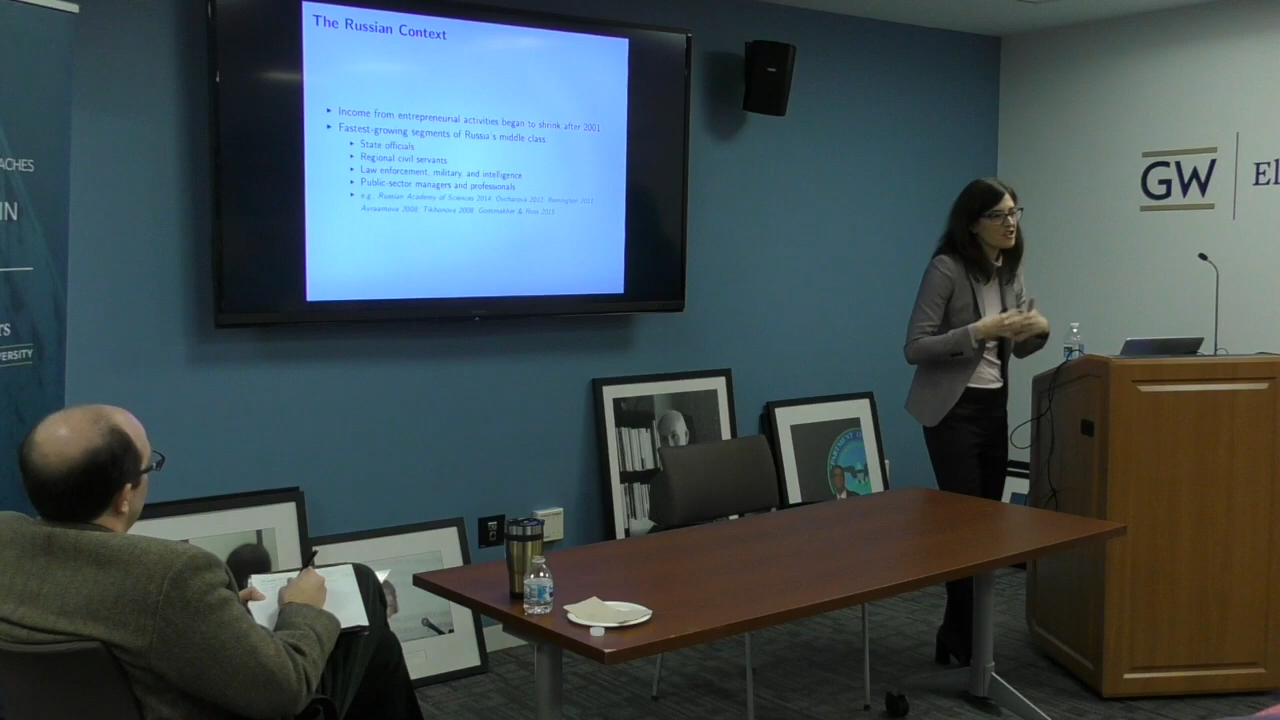 The Russian Context
Income from entrepreneurial activities began to shrink after 2001
Fastest-growing segments of Russia's middle class
State officials
Regional civil servants
Law enforcement, military, and intelligence
Public-sector managers and professionals
e.g., Russian Academy of Sciences 2014, Ovcharova 2012, Remington 2011,
Avraamova 2008, Tikhonova 2008, Gontmakher & Ross 2015
GW
El